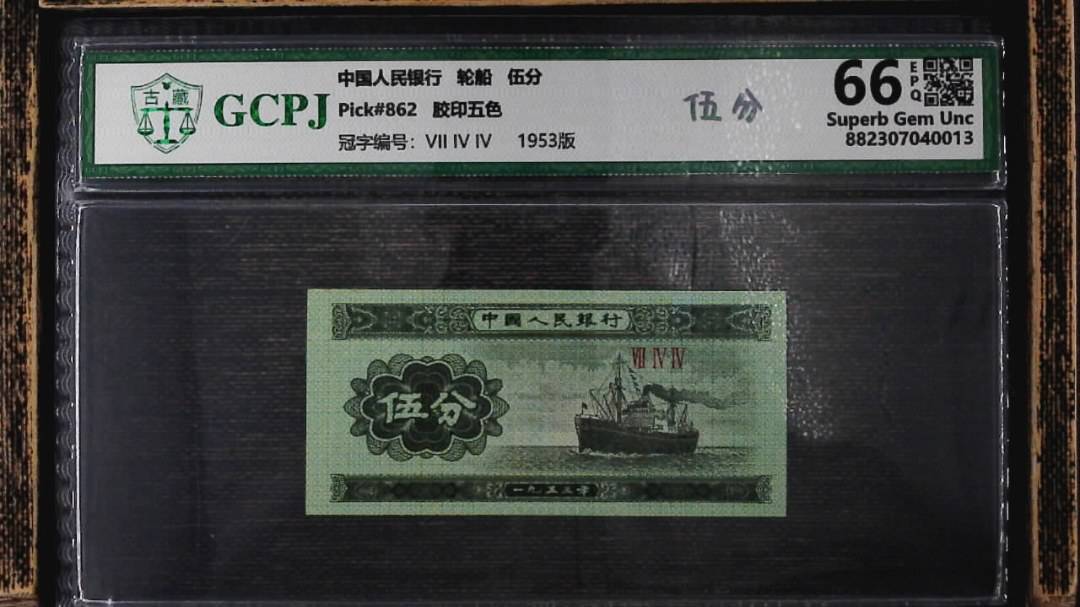 古藏
GCPJ
中国人民银行 轮船 伍分
Pick#862 胶印五色
冠字编号: VII IV IV 1953版
伍分
66 EPQ
Superb Gem Unc
882307040013
中國人民銀行
VII IV IV
伍分
一九五三年